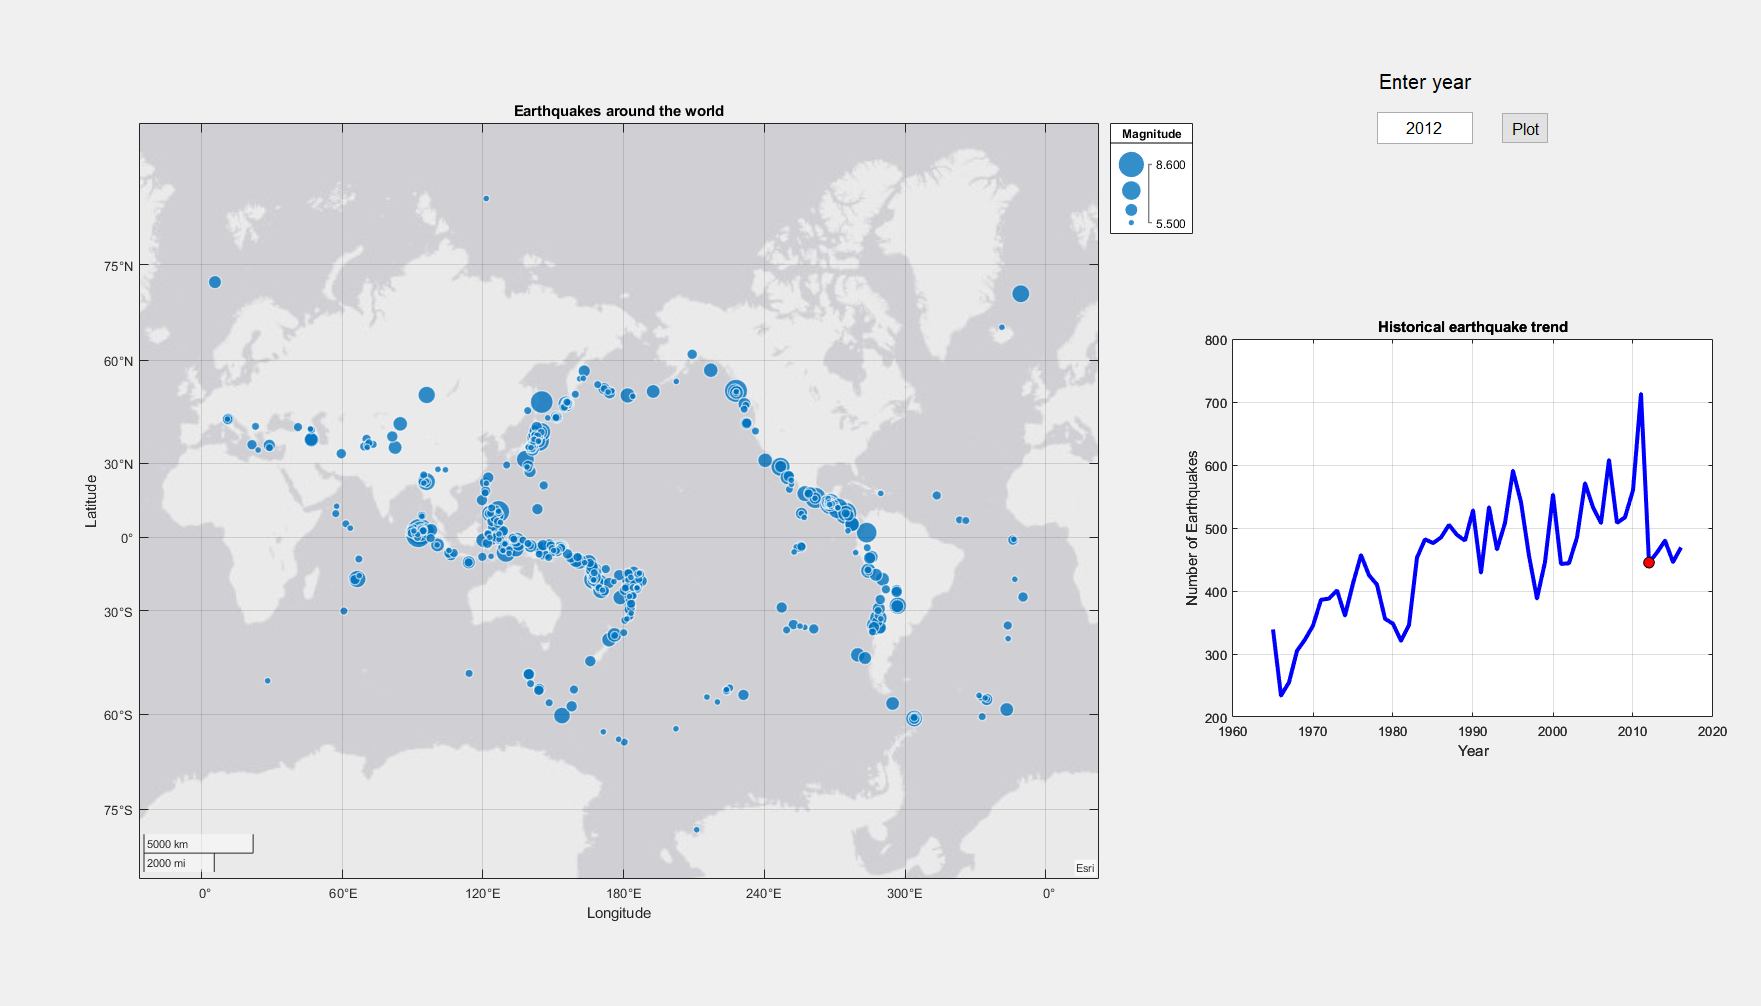 Enter year
2012
Plot
Earthquakes around the world
Magnitude
8.600
5.500
75°N
60°N
30°N
0°
30°S
60°S
75°S
Latitude
5000 km
2000 mi
Esri
0°
60°E
120°E
180°E
240°E
300°E
0°
Longitude
Historical earthquake trend
800
700
600
500
400
300
200
Number of Earthquakes
1960
1970
1980
1990
2000
2010
2020
Year